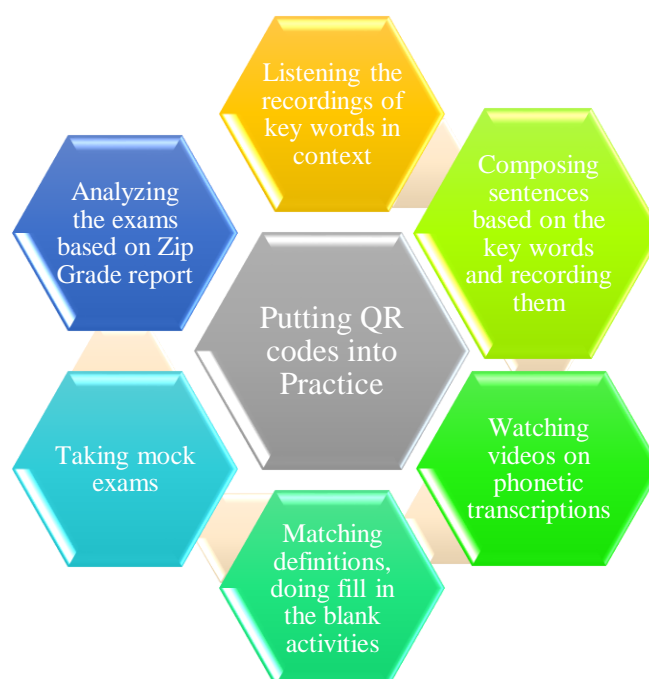 Listening the
recordings of
key words in
context
Composing
sentences
based on the
key words
and recording
them
Watching
videos on
phonetic
transcriptions
Matching
definitions,
doing fill in
the blank
activities
Taking mock
exams
Analyzing
the exams
based on Zip
Grade report
Putting QR
codes into
Practice